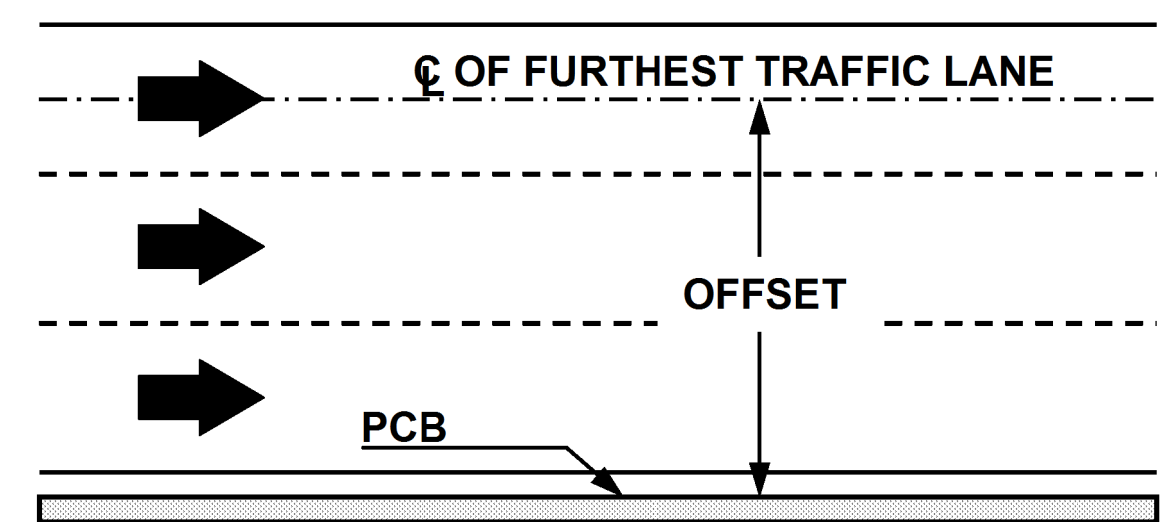 ℄ OF FURTHEST TRAFFIC LANE
OFFSET
PCB